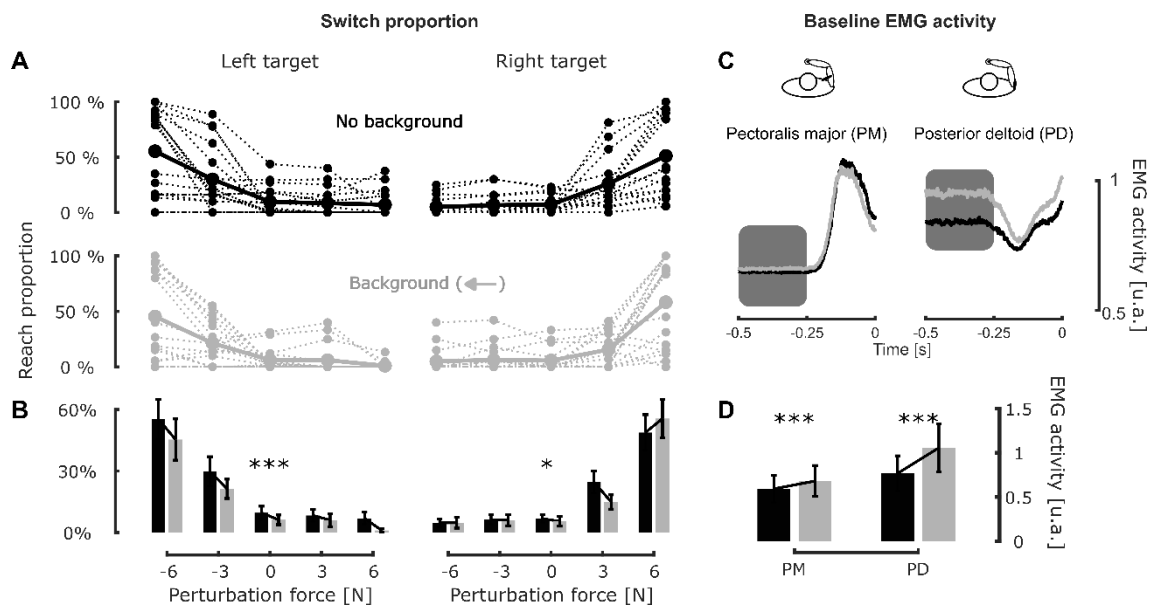 Switch proportion
Baseline EMG activity
A
Left target
Right target
C
100 %
50 %
0 %
No background
Pectoralis major (PM)
Posterior deltoid (PD)
100 %
50 %
0 %
Background ( )
Reach proportion
1
0.5
EMG activity [u.a.]
-0.5
-0.25
0
-0.5
-0.25
0
Time [s]
B
60%
30%
0%
***
*
-6
-3
0
3
6
-6
-3
0
3
6
Perturbation force [N]
Perturbation force [N]
D
***
***
1.5
1
0.5
0
EMG activity [u.a.]
PM
PD